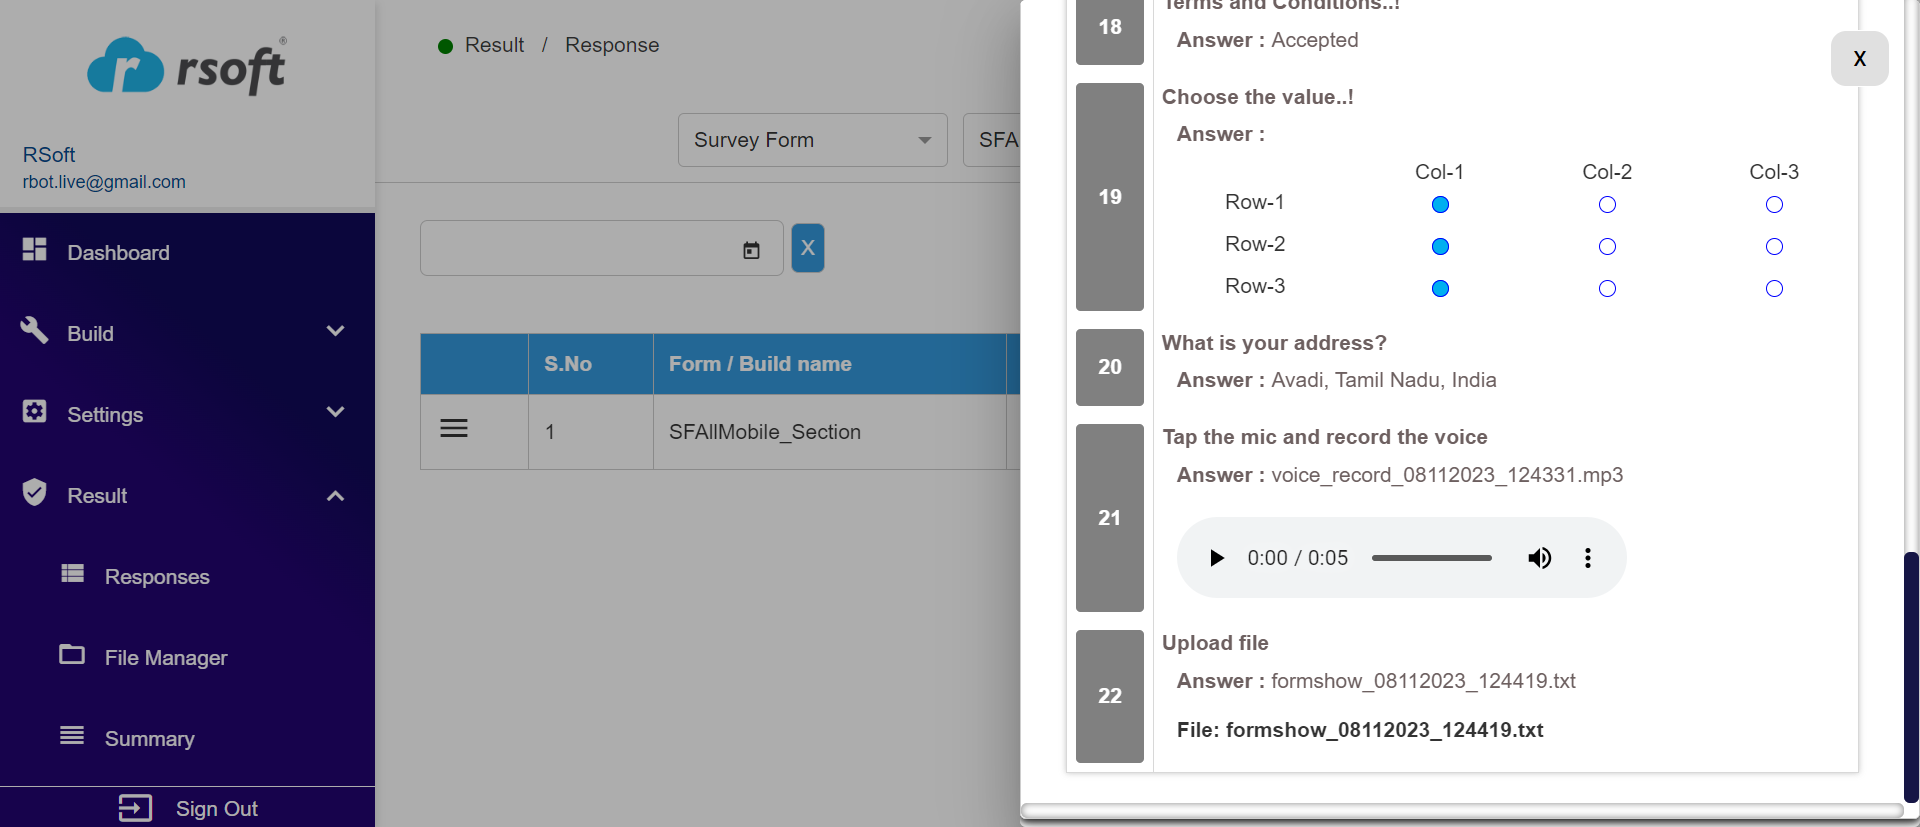 rsoft®
RSoft
rbot.live@gmail.com
Dashboard
Build
Settings
Result
Responses
File Manager
Summary
Sign Out
Result / Response
Survey Form
SFA
X
S.No Form / Build name
1 SFAllMobile_Section
X
18
Terms and Conditions..!
Answer : Accepted
19
Choose the value..!
Answer :
Col-1 Col-2 Col-3
Row-1
Row-2
Row-3
20
What is your address?
Answer : Avadi, Tamil Nadu, India
21
Tap the mic and record the voice
Answer : voice_record_08112023_124331.mp3
0:00 / 0:05
22
Upload file
Answer : formshow_08112023_124419.txt
File: formshow_08112023_124419.txt